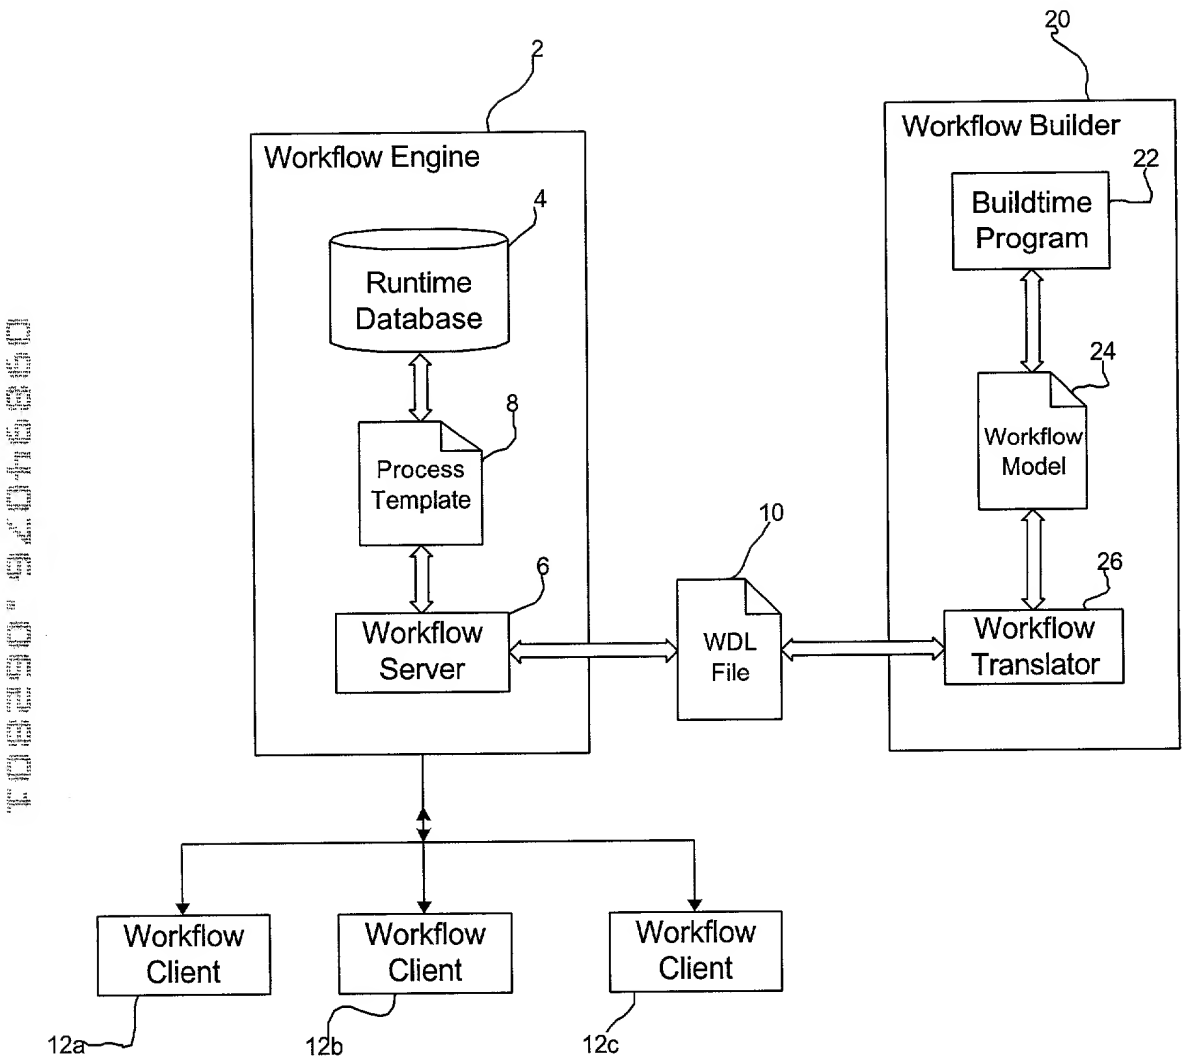 20
2
Workflow Builder
Workflow Engine
22
Buildtime
Program
4
Runtime
Database
24
8
Workflow
Model
Process
Template
10
6
26
Workflow
Server
WDL
File
Workflow
Translator
Workflow
Client
Workflow
Client
Workflow
Client
12a
12b
12c